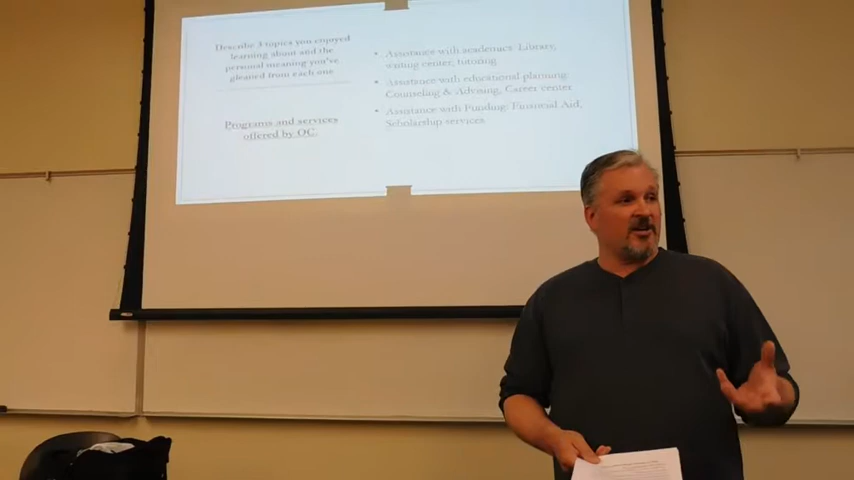 Describe 3 topics you enjoyed
learning about and the
personal meaning you've
gleaned from each one
Programs and services
offered by OC.
• Assistance with academics: Library,
writing center, tutoring
• Assistance with educational planning:
Counseling & Advising, Career center
• Assistance with Funding: Financial Aid,
Scholarship services.